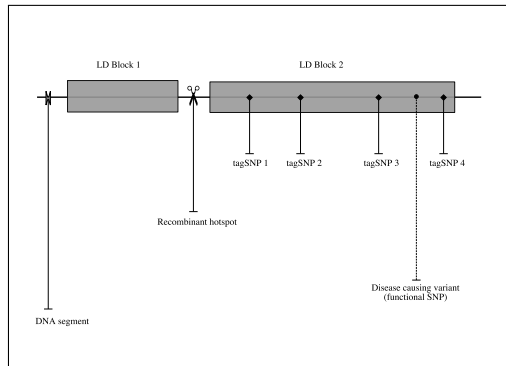 LD Block 1
LD Block 2
tagSNP 1
tagSNP 2
tagSNP 3
tagSNP 4
Recombinant hotspot
Disease causing variant
(functional SNP)
DNA segment